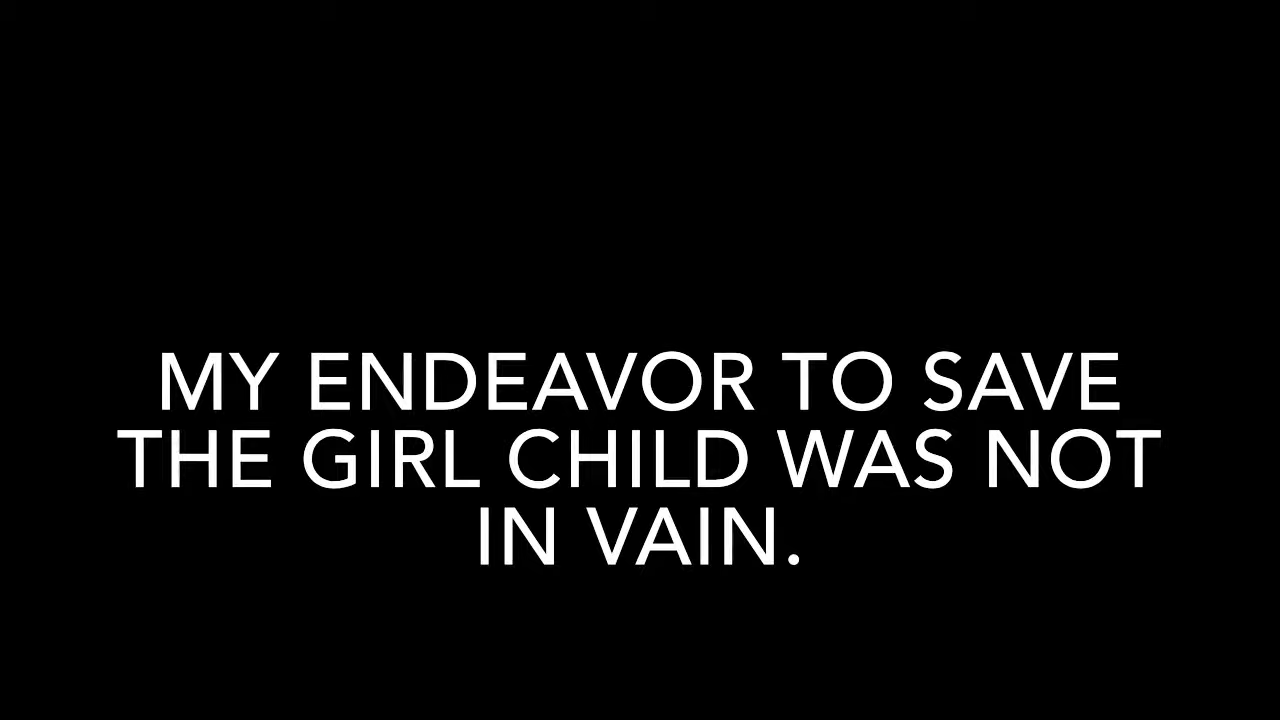 MY ENDEAVOR TO SAVE
THE GIRL CHILD WAS NOT
IN VAIN.